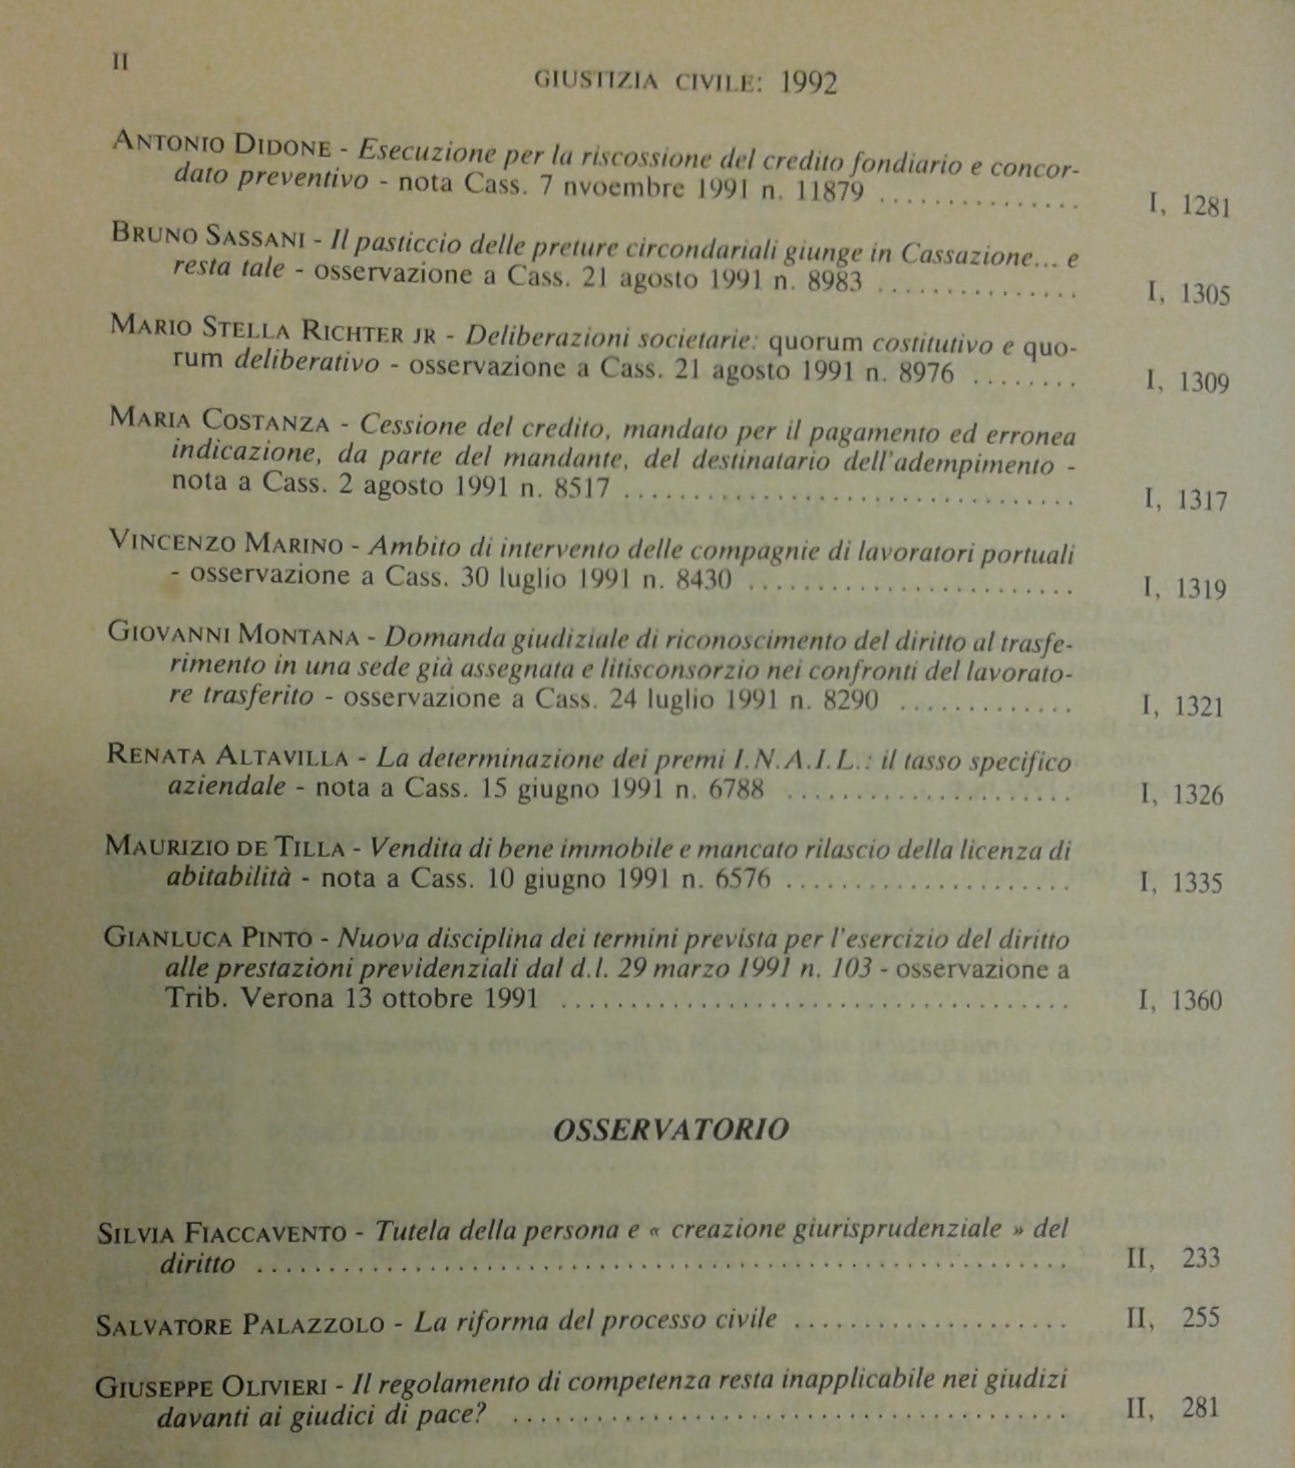 II
GIUSTIZIA CIVILE: 1992
ANTONIO DIDONE - Esecuzione per la riscossione del credito fondiario e concor-
dato preventivo - nota Cass. 7 nvoembre 1991 n. 11879 ............... I, 1281
BRUNO SASSANI - Il pasticcio delle preture circondariali giunge in Cassazione... e
resta tale - osservazione a Cass. 21 agosto 1991 n. 8983 ............... I, 1305
MARIO STELLA RICHTER JR - Deliberazioni societarie: quorum costitutivo e quo-
rum deliberativo - osservazione a Cass. 21 agosto 1991 n. 8976 ........ I, 1309
MARIA COSTANZA - Cessione del credito, mandato per il pagamento ed erronea
indicazione, da parte del mandante, del destinatario dell'adempimento -
nota a Cass. 2 agosto 1991 n. 8517 ................................ I, 1317
VINCENZO MARINO - Ambito di intervento delle compagnie di lavoratori portuali
- osservazione a Cass. 30 luglio 1991 n. 8430 ........................ I, 1319
GIOVANNI MONTANA - Domanda giudiziale di riconoscimento del diritto al trasfe-
rimento in una sede già assegnata e litisconsorzio nei confronti del lavorato-
re trasferito - osservazione a Cass. 24 luglio 1991 n. 8290 ............. I, 1321
RENATA ALTAVILLA - La determinazione dei premi I.N.A.I.L.: il tasso specifico
aziendale - nota a Cass. 15 giugno 1991 n. 6788 ..................... I, 1326
MAURIZIO DE TILLA - Vendita di bene immobile e mancato rilascio della licenza di
abitabilità - nota a Cass. 10 giugno 1991 n. 6576 ..................... I, 1335
GIANLUCA PINTO - Nuova disciplina dei termini prevista per l'esercizio del diritto
alle prestazioni previdenziali dal d.l. 29 marzo 1991 n. 103 - osservazione a
Trib. Verona 13 ottobre 1991 ..................................... I, 1360
OSSERVATORIO
SILVIA FIACCAVENTO - Tutela della persona e « creazione giurisprudenziale » del
diritto ........................................................... II, 233
SALVATORE PALAZZOLO - La riforma del processo civile .................... II, 255
GIUSEPPE OLIVIERI - Il regolamento di competenza resta inapplicabile nei giudizi
davanti ai giudici di pace? ........................................ II, 281